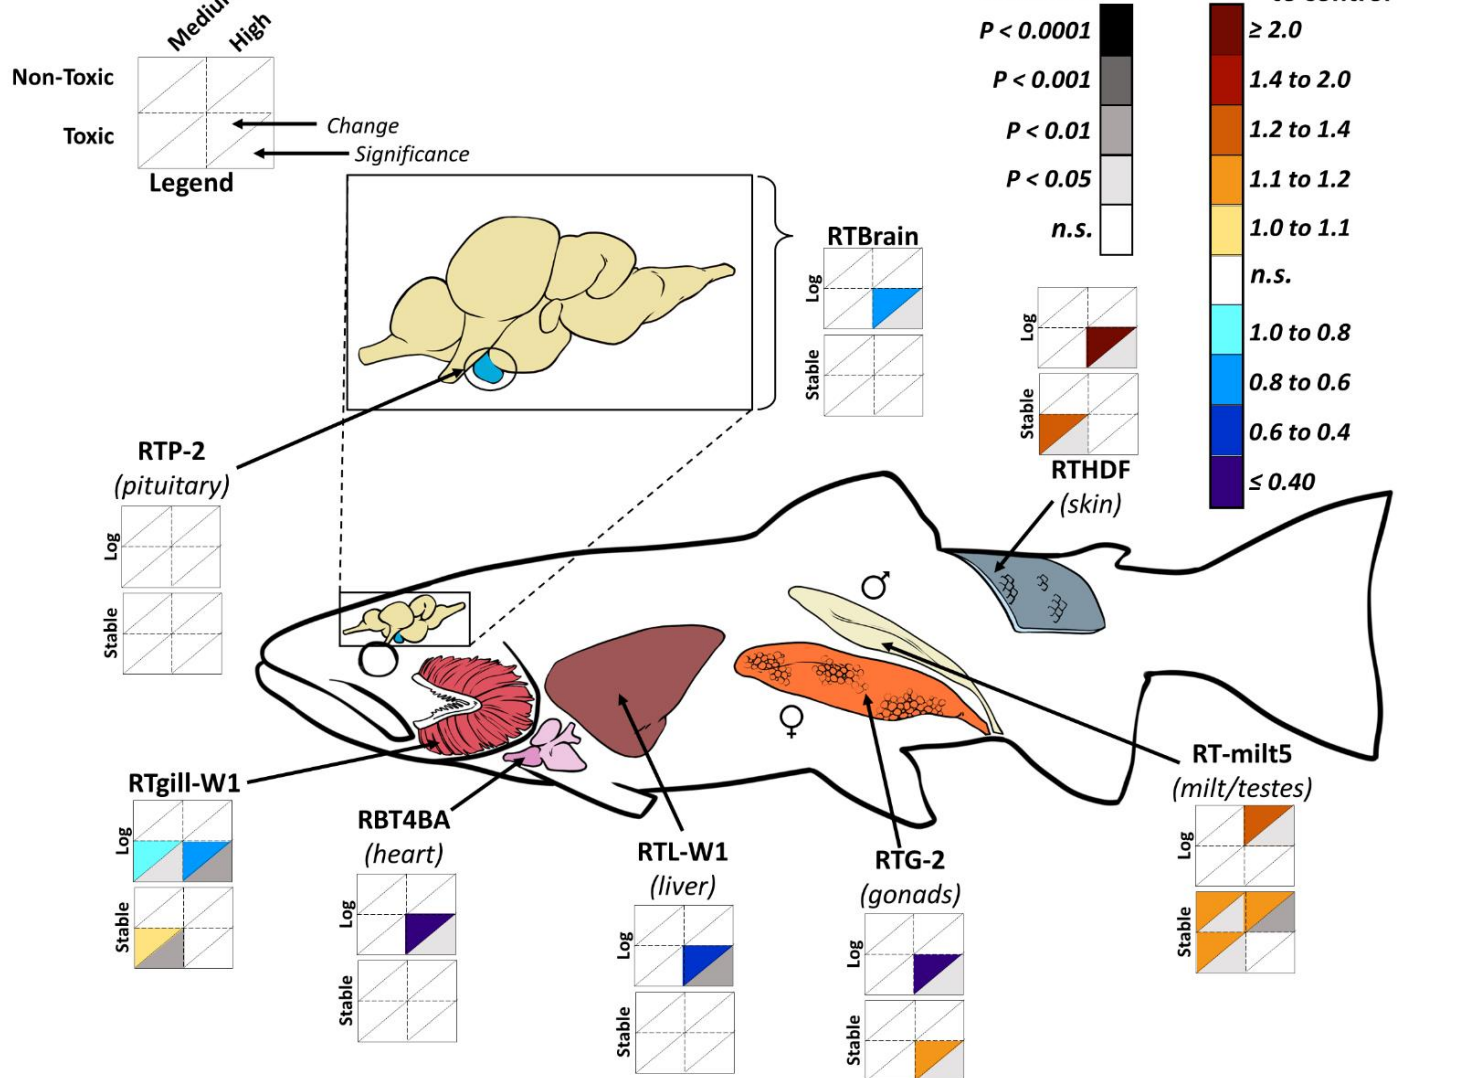 High
Non-Toxic
Toxic
Change
Significance
Legend
P < 0.0001
P < 0.001
P < 0.01
P < 0.05
n.s.
≥ 2.0
1.4 to 2.0
1.2 to 1.4
1.1 to 1.2
1.0 to 1.1
n.s.
1.0 to 0.8
0.8 to 0.6
0.6 to 0.4
≤ 0.40
RTBrain
Log
Stable
Log
Stable
RTHDF
(skin)
RTP-2
(pituitary)
Log
Stable
♂
♀
RTgill-W1
Log
Stable
RBT4BA
(heart)
Log
Stable
RTL-W1
(liver)
Log
Stable
RTG-2
(gonads)
Log
Stable
RT-milt5
(milt/testes)
Log
Stable